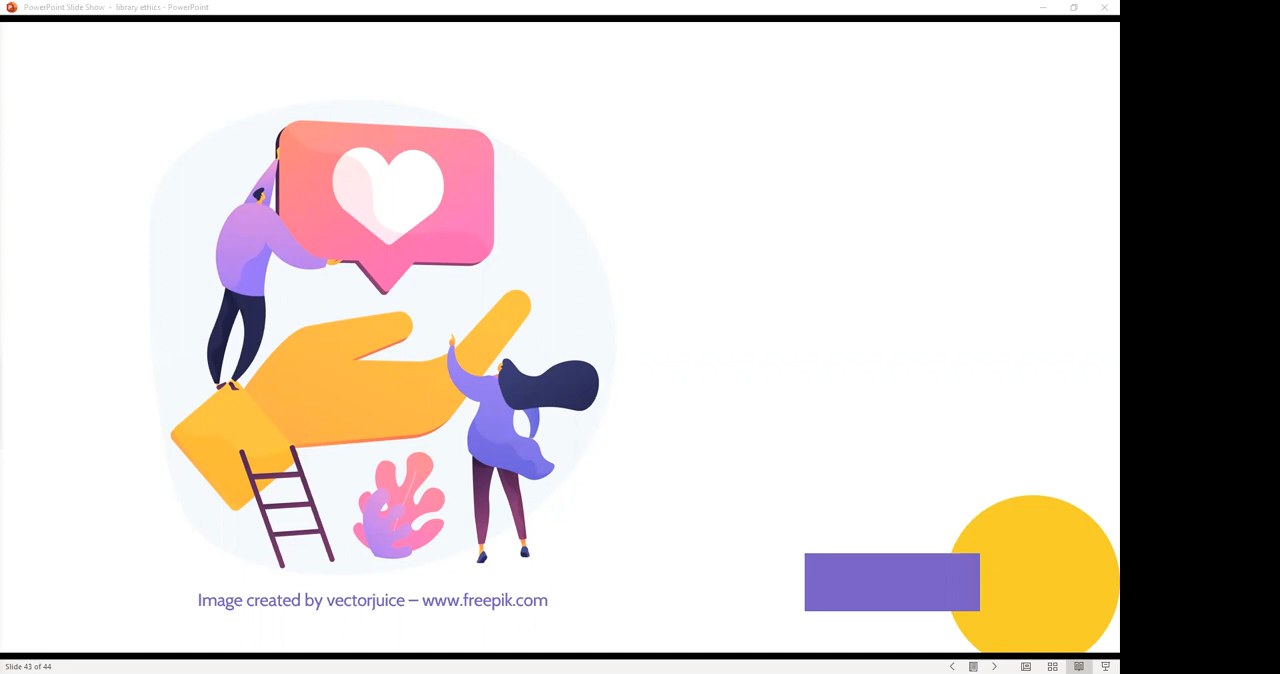 PowerPoint Slide Show - library ethics - PowerPoint
Image created by vectorjuice – www.freepik.com
Slide 43 of 44